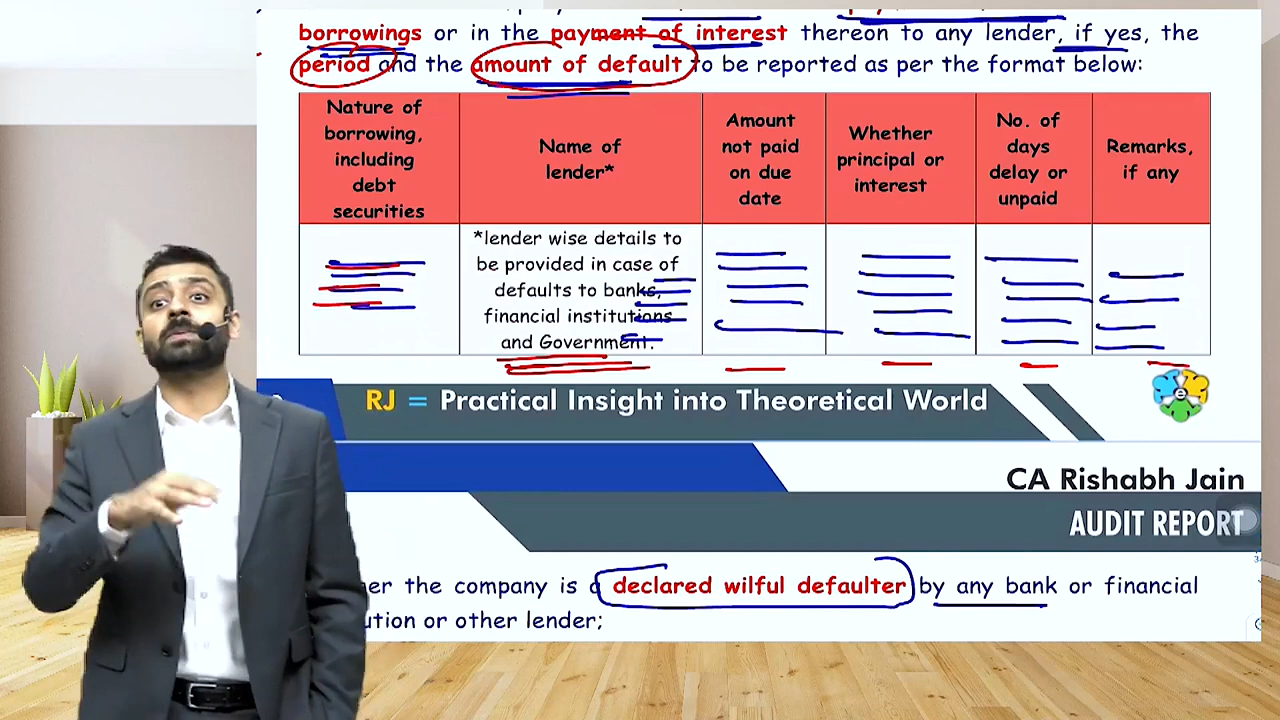 borrowings or in the payment of interest thereon to any lender, if yes, the
period and the amount of default to be reported as per the format below:
Nature of
borrowing,
including
debt
securities
Name of
lender*
Amount
not paid
on due
date
Whether
principal or
interest
No. of
days
delay or
unpaid
Remarks,
if any
*lender wise details to
be provided in case of
defaults to banks,
financial institutions
and Government.
RJ = Practical Insight into Theoretical World
e
CA Rishabh Jain
AUDIT REPORT
the company is a declared wilful defaulter by any bank or financial
or other lender;